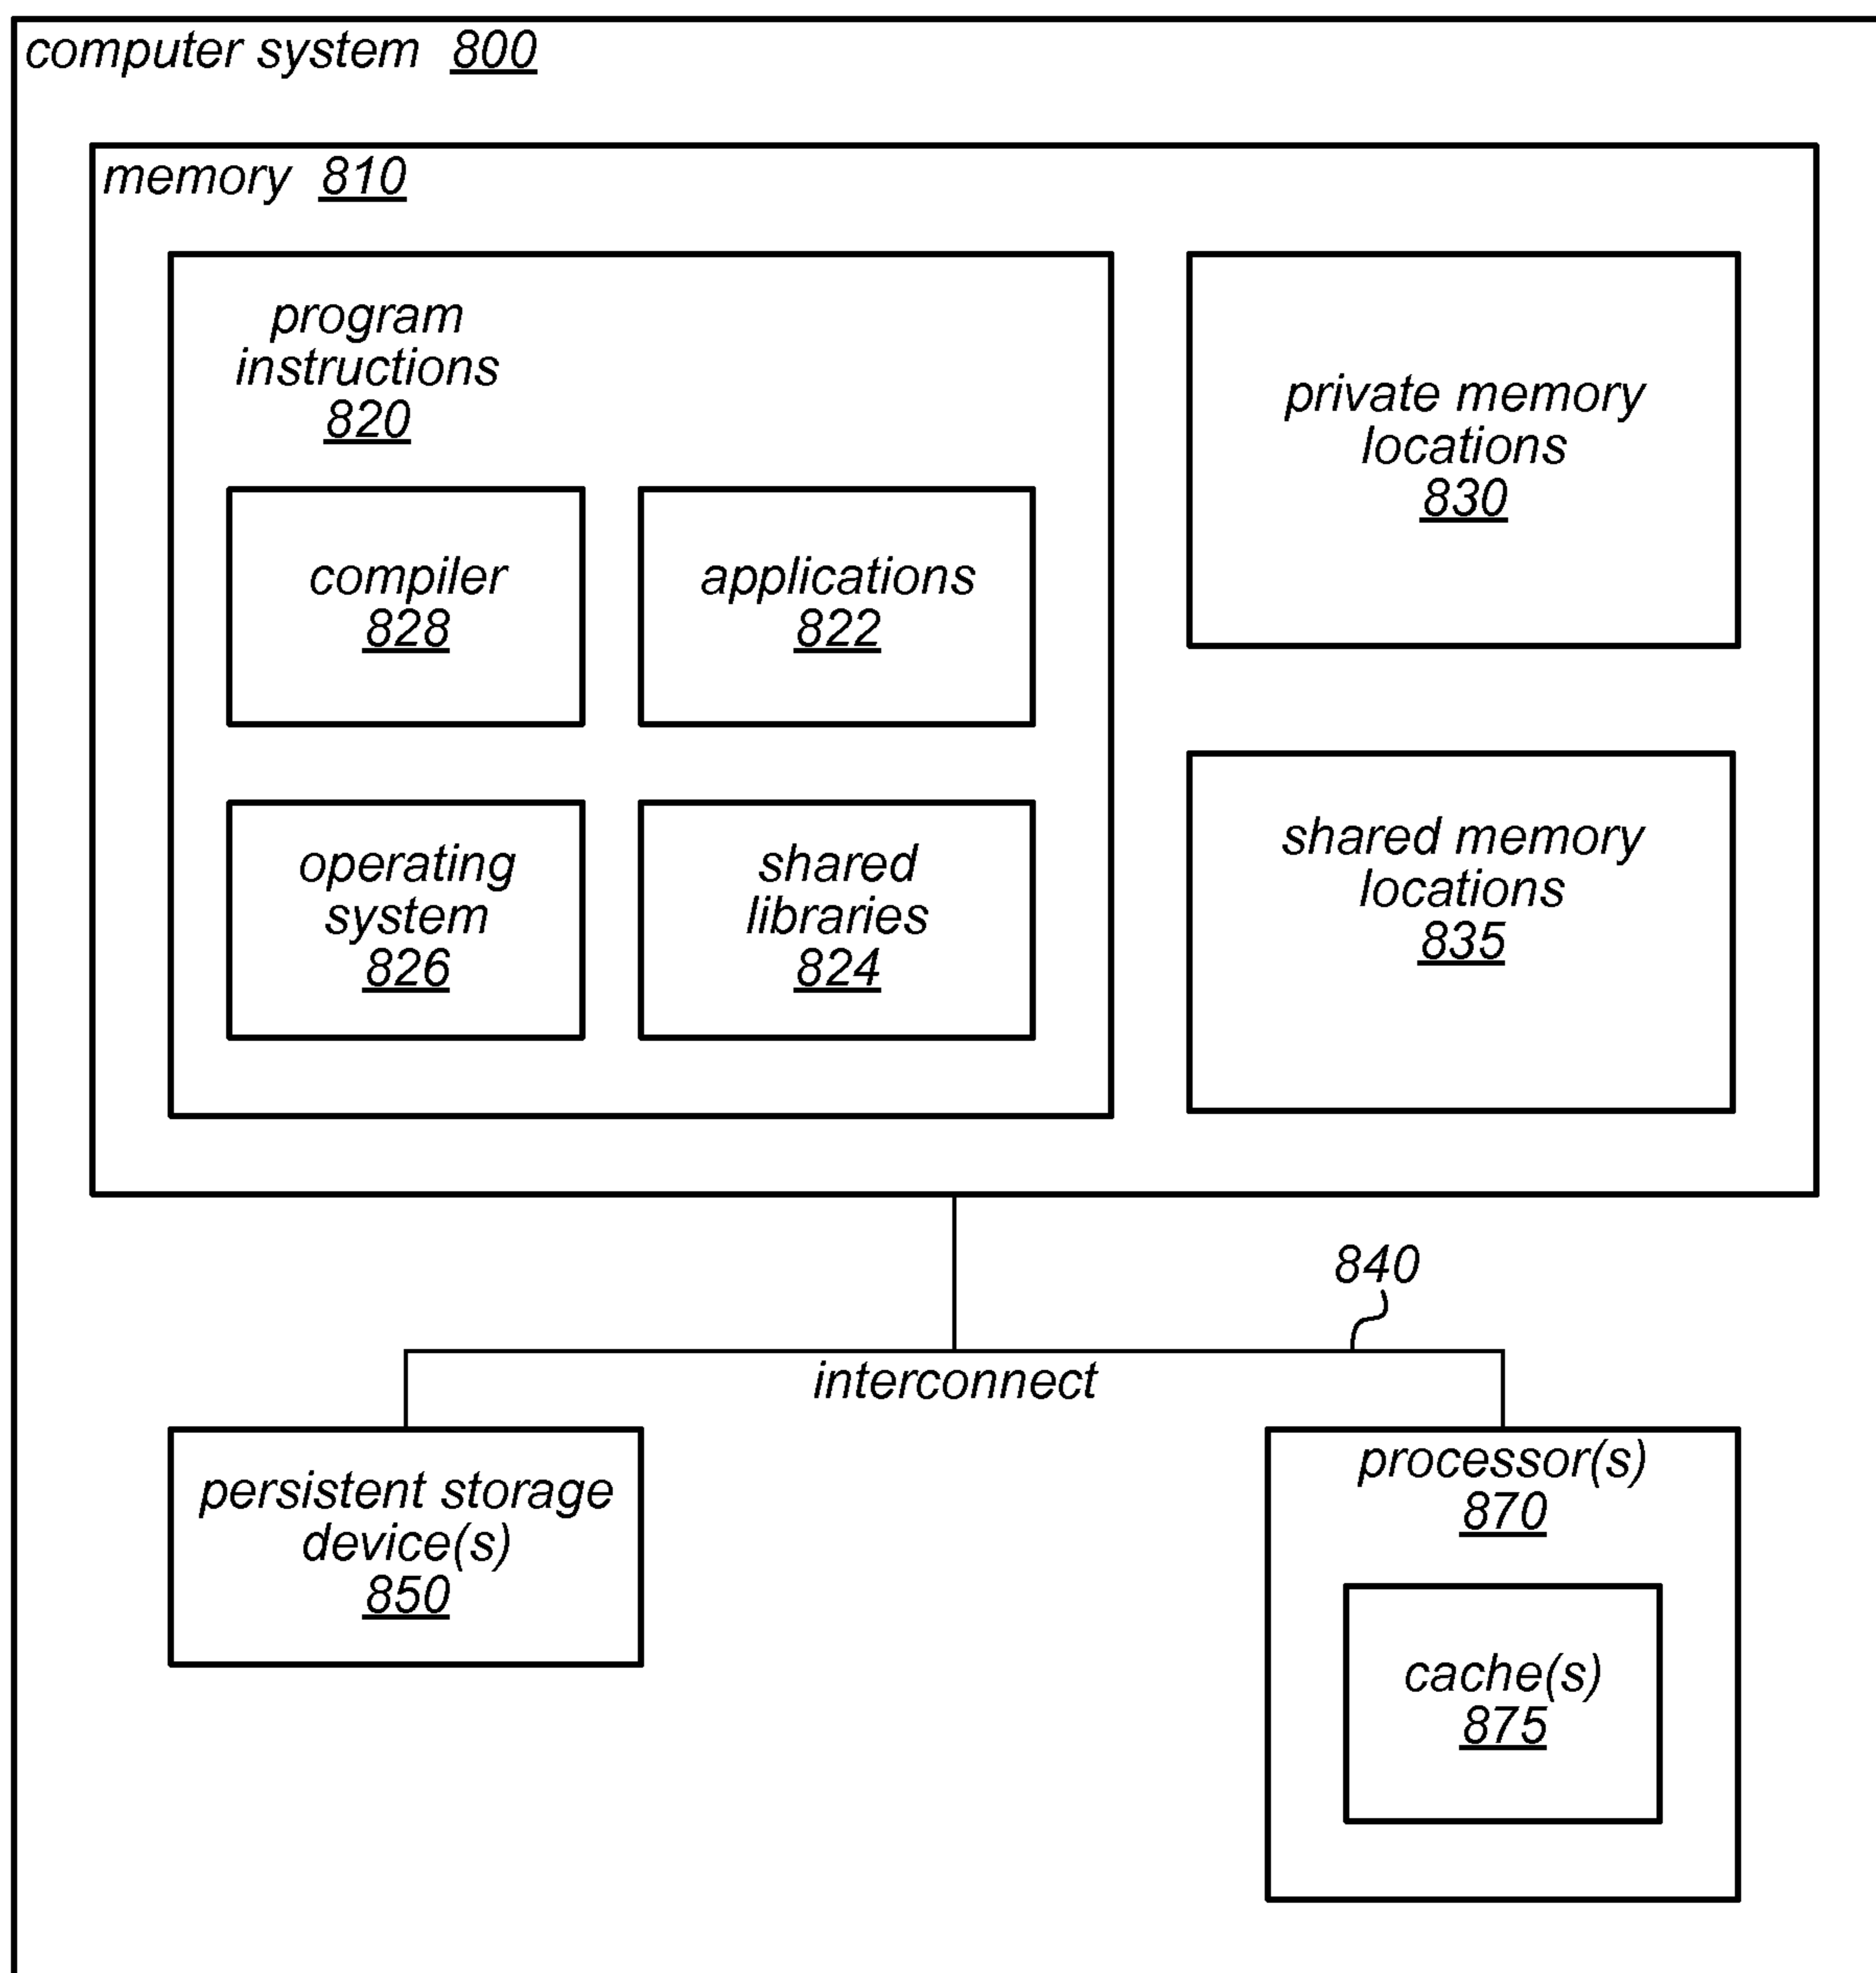 computer system 800
memory 810
program
instructions
820
compiler
828
applications
822
operating
system
826
shared
libraries
824
private memory
locations
830
shared memory
locations
835
840
interconnect
persistent storage
device(s)
850
processor(s)
870
cache(s)
875